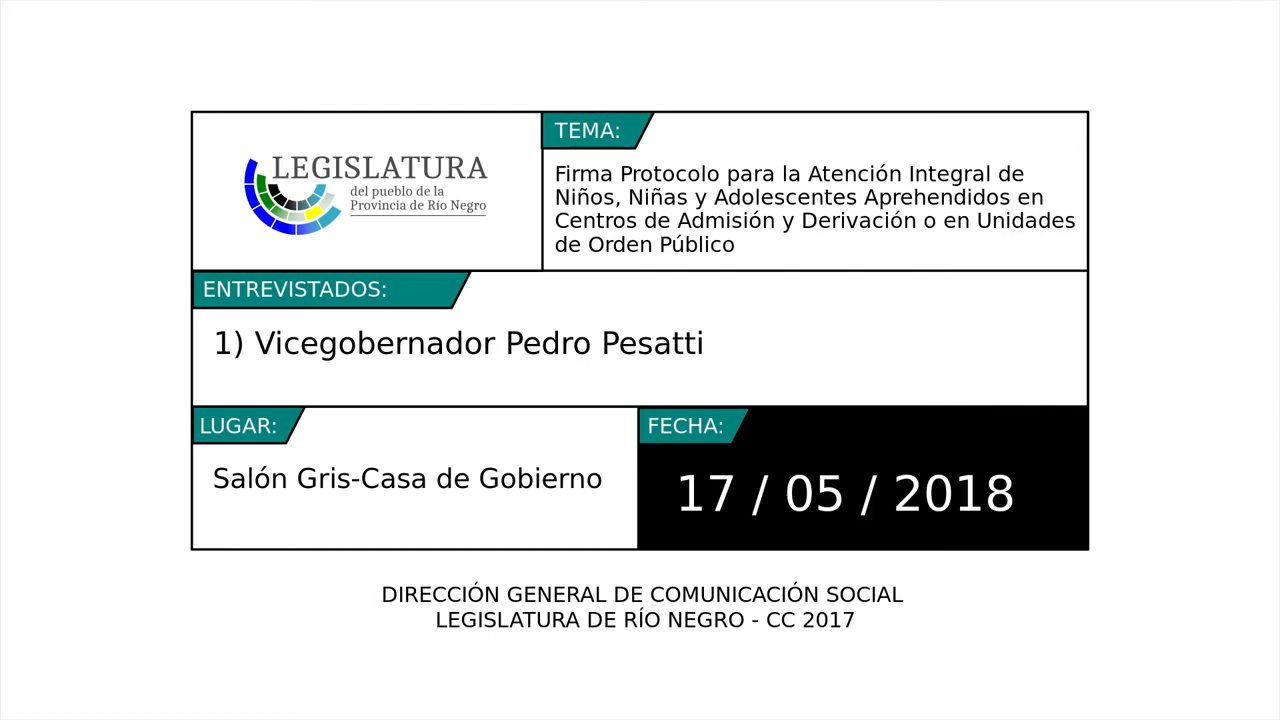 LEGISLATURA
del pueblo de la
Provincia de Río Negro
TEMA:
Firma Protocolo para la Atención Integral de
Niños, Niñas y Adolescentes Aprehendidos en
Centros de Admisión y Derivación o en Unidades
de Orden Público
ENTREVISTADOS:
1) Vicegobernador Pedro Pesatti
LUGAR:
Salón Gris-Casa de Gobierno
FECHA:
17 / 05 / 2018
DIRECCIÓN GENERAL DE COMUNICACIÓN SOCIAL
LEGISLATURA DE RÍO NEGRO - CC 2017